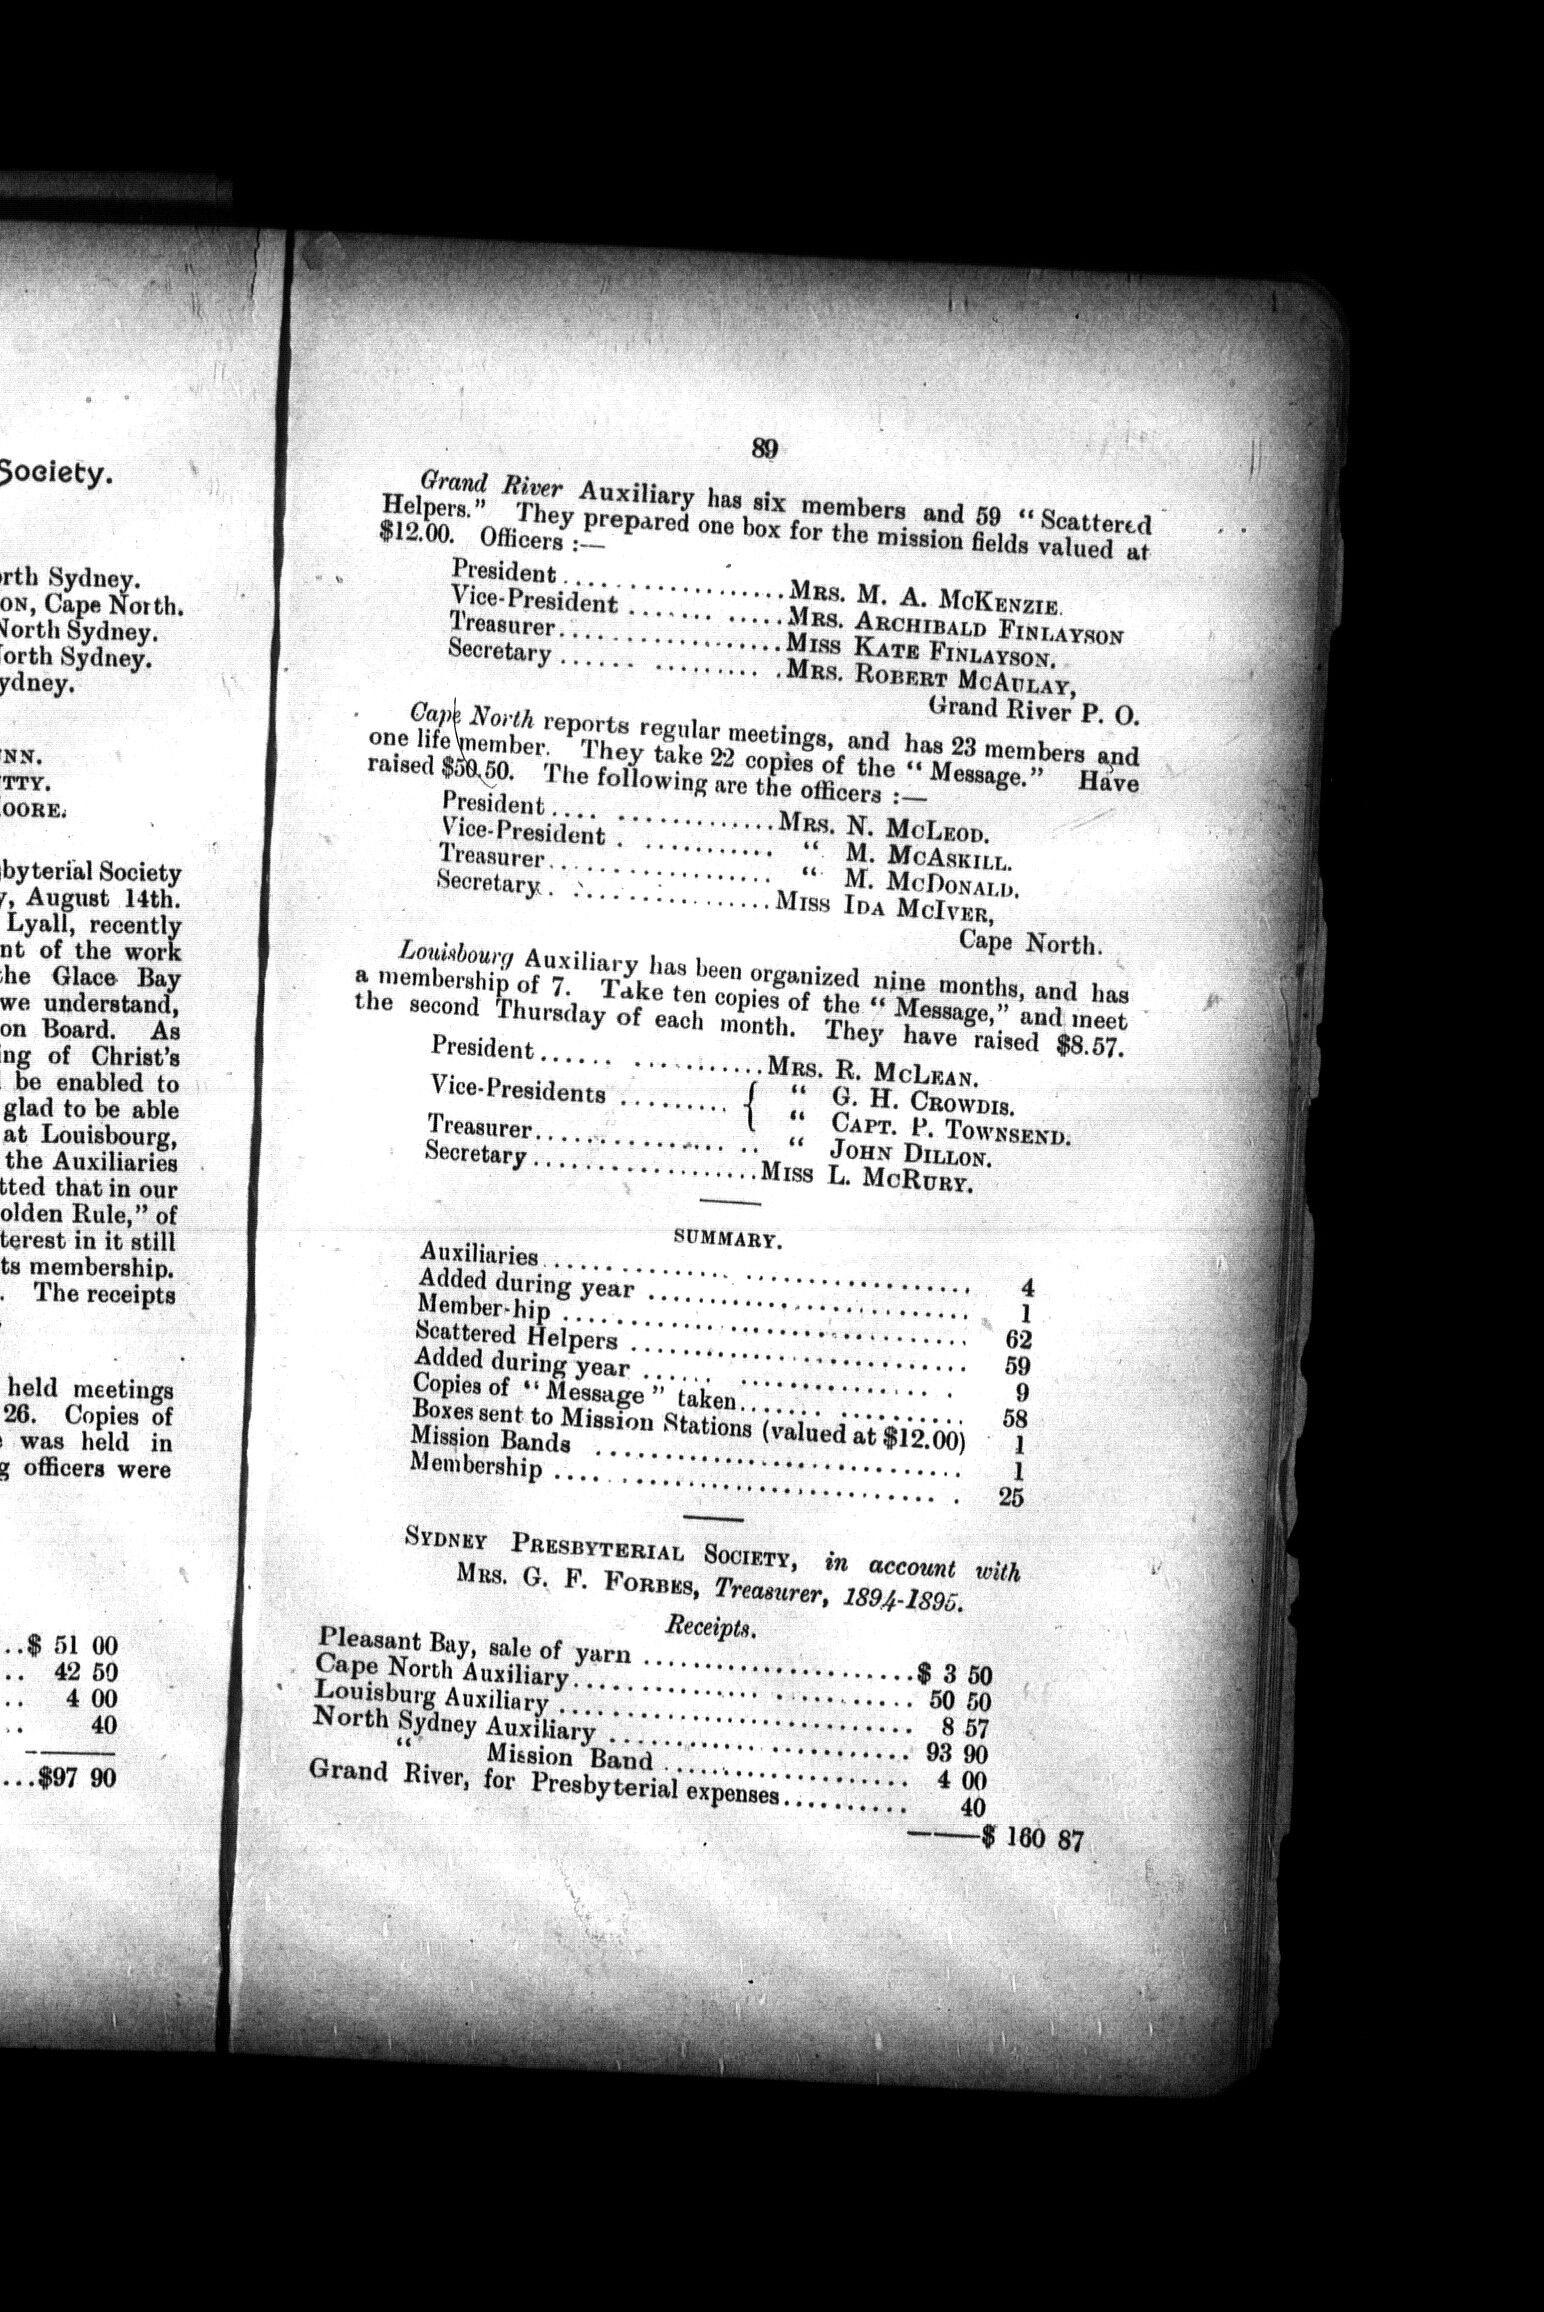 Society.
rth Sydney.
ON, Cape North.
North Sydney.
orth Sydney.
ydney.
NN.
TTY.
OORE.
byterial Society
y, August 14th.
Lyall, recently
nt of the work
the Glace Bay
we understand,
on Board. As
ing of Christ's
be enabled to
glad to be able
at Louisbourg,
the Auxiliaries
tted that in our
olden Rule," of
terest in it still
ts membership.
. The receipts
held meetings
26. Copies of
e was held in
g officers were
..$ 51 00
.. 42 50
.. 4 00
.. 40
...$97 90
89
Grand River Auxiliary has six members and 59 "Scattered
Helpers." They prepared one box for the mission fields valued at
$12.00. Officers :—
President.................MRS. M. A. MCKENZIE.
Vice-President ............MRS. ARCHIBALD FINLAYSON
Treasurer.................MISS KATE FINLAYSON.
Secretary ................MRS. ROBERT MCAULAY,
Grand River P. O.
Cape North reports regular meetings, and has 23 members and
one life member. They take 22 copies of the "Message." Have
raised $50.50. The following are the officers :—
President.................MRS. N. MCLEOD.
Vice-President ............ " M. MCASKILL.
Treasurer................. " M. MCDONALD.
Secretary.................MISS IDA MCIVER,
Cape North.
Louisbourg Auxiliary has been organized nine months, and has
a membership of 7. Take ten copies of the "Message," and meet
the second Thursday of each month. They have raised $8.57.
President.................MRS. R. MCLEAN.
Vice-Presidents ......... { " G. H. CROWDIS.
" CAPT. P. TOWNSEND.
Treasurer................. " JOHN DILLON.
Secretary.................MISS L. MCRURY.
SUMMARY.
Auxiliaries................................. 4
Added during year .......................... 1
Member-hip ................................. 62
Scattered Helpers .......................... 59
Added during year .......................... 9
Copies of "Message" taken................... 58
Boxes sent to Mission Stations (valued at $12.00) 1
Mission Bands .............................. 1
Membership ................................. 25
SYDNEY PRESBYTERIAL SOCIETY, in account with
MRS. G. F. FORBES, Treasurer, 1894-1895.
Receipts.
Pleasant Bay, sale of yarn ......................$ 3 50
Cape North Auxiliary........................... 50 50
Louisburg Auxiliary ........................... 8 57
North Sydney Auxiliary ........................ 93 90
" Mission Band ..................... 4 00
Grand River, for Presbyterial expenses.......... 40
———$ 160 87